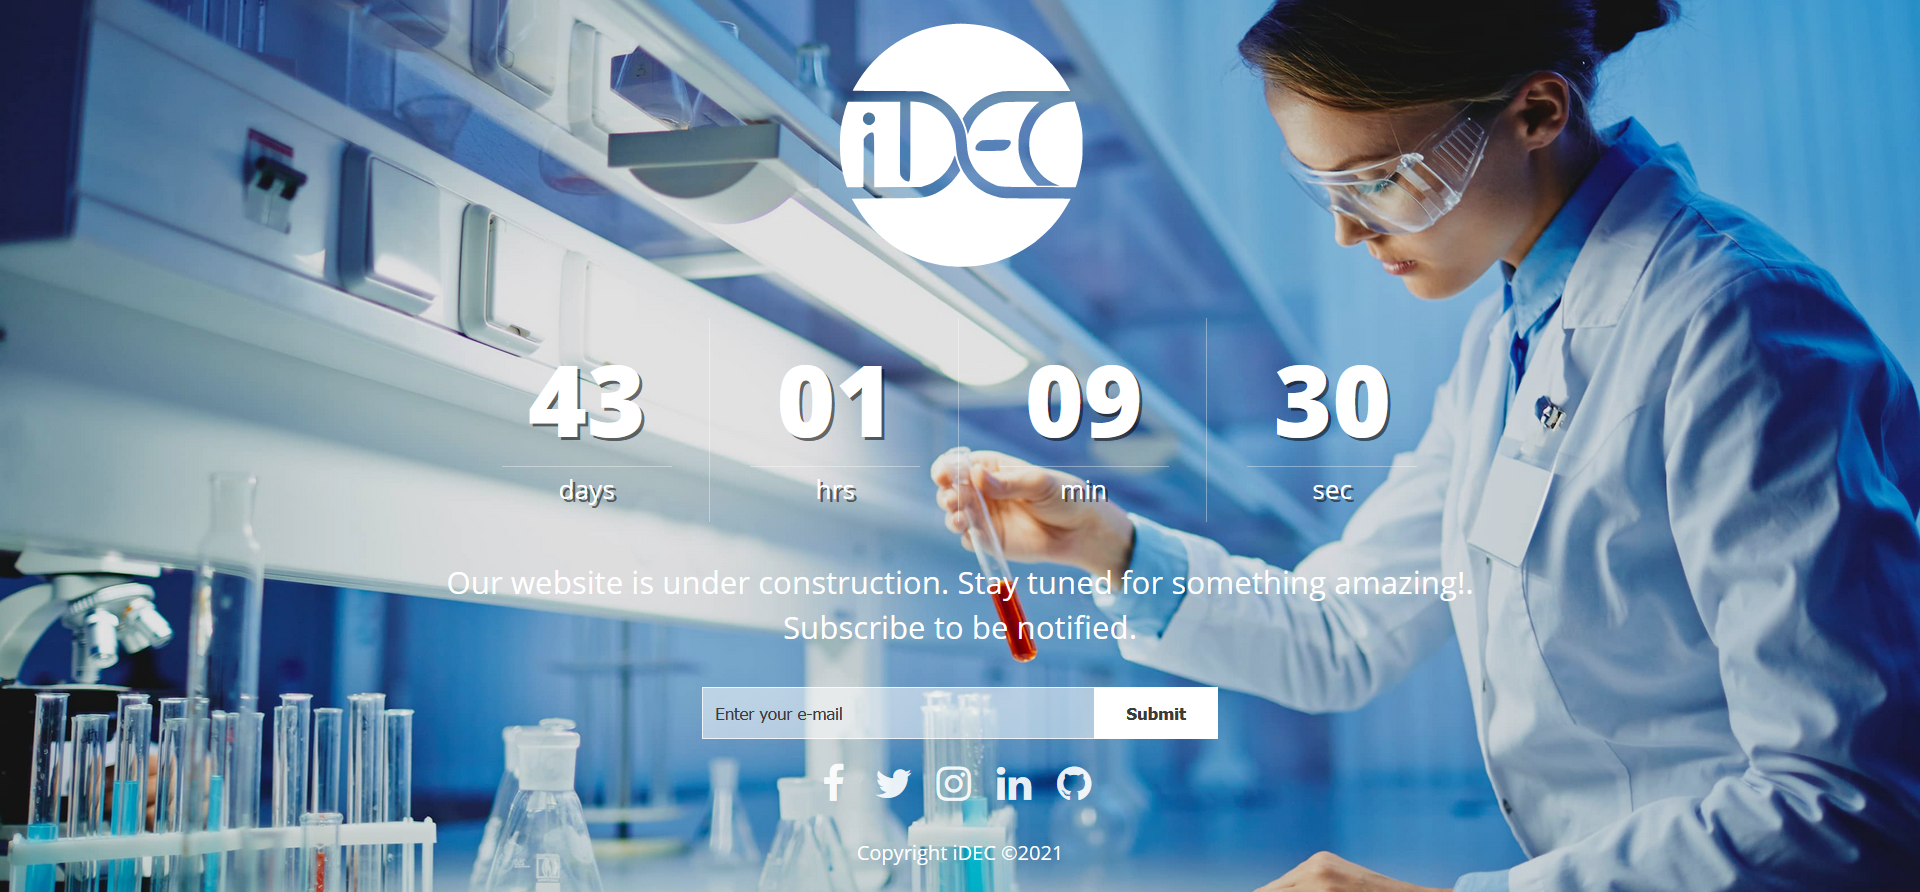 iDEC
43 01 09 30
days hrs min sec
Our website is under construction. Stay tuned for something amazing!.
Subscribe to be notified.
Enter your e-mail Submit
Copyright iDEC ©2021